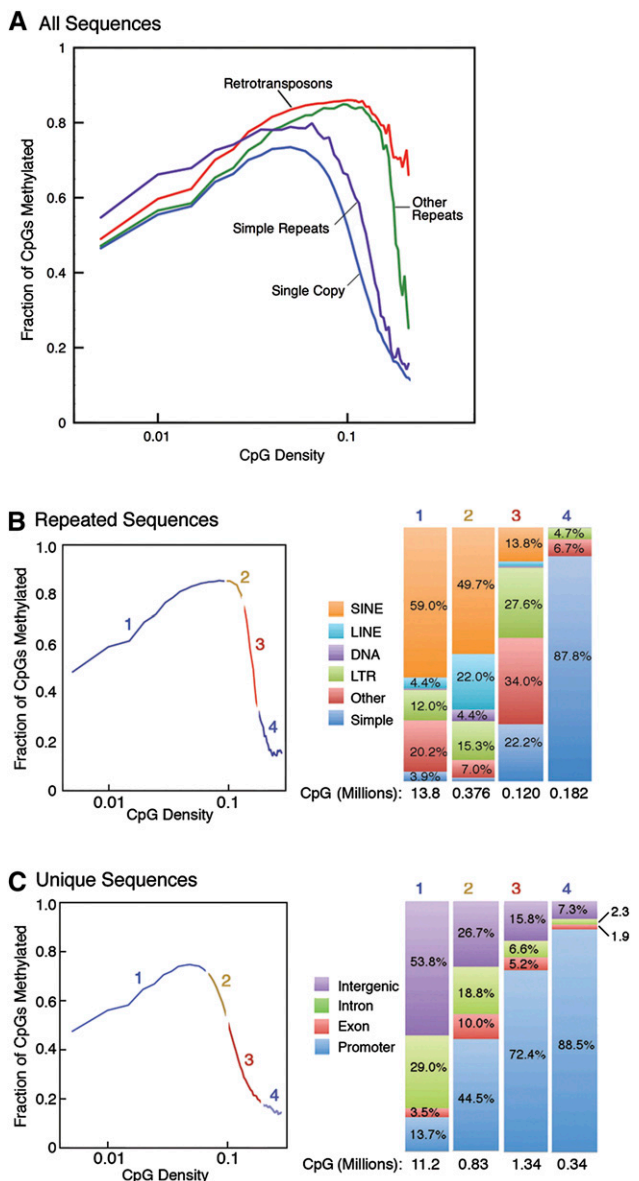 A All Sequences
1
0.8
0.6
0.4
0.2
0
Fraction of CpGs Methylated
Retrotransposons
Other
Repeats
Simple Repeats
Single Copy
0.01
0.1
CpG Density
B Repeated Sequences
1.0
0.8
0.6
0.4
0.2
0
Fraction of CpGs Methylated
1
2
3
4
0.01
0.1
CpG Density
SINE
LINE
DNA
LTR
Other
Simple
1 2 3 4
59.0%
4.4%
12.0%
20.2%
3.9%
49.7%
22.0%
4.4%
15.3%
7.0%
13.8%
27.6%
34.0%
22.2%
4.7%
6.7%
87.8%
CpG (Millions): 13.8 0.376 0.120 0.182
C Unique Sequences
1.0
0.8
0.6
0.4
0.2
0
Fraction of CpGs Methylated
1
2
3
4
0.01
0.1
CpG Density
Intergenic
Intron
Exon
Promoter
1 2 3 4
53.8%
29.0%
3.5%
13.7%
26.7%
18.8%
10.0%
44.5%
15.8%
6.6%
5.2%
72.4%
7.3%
2.3
1.9
88.5%
CpG (Millions): 11.2 0.83 1.34 0.34